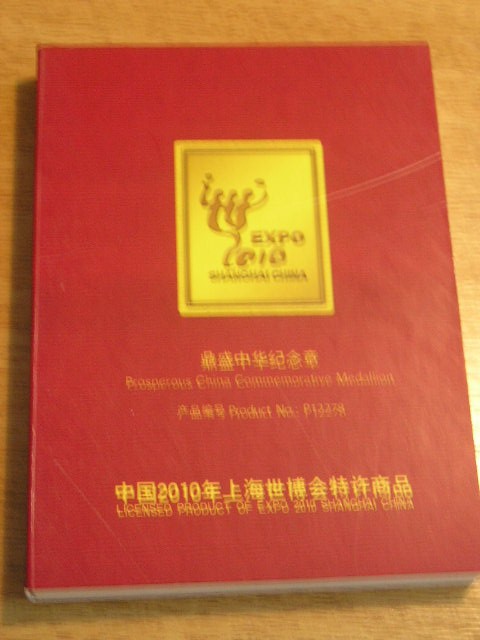 EXPO
2010
SHANGHAI CHINA
鼎盛中华纪念章
Prosperous China Commemorative Medallion
产品编号 Product No.:
中国2010年上海世博会特许商品
LICENSED PRODUCT OF EXPO 2010 SHANGHAI CHINA